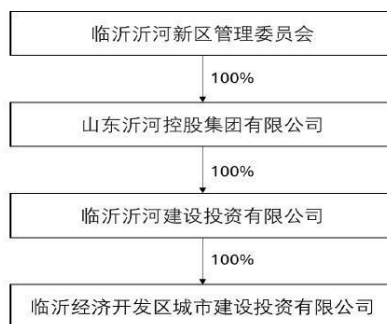 临沂沂河新区管理委员会
100%
山东沂河控股集团有限公司
100%
临沂沂河建设投资有限公司
100%
临沂经济开发区城市建设投资有限公司